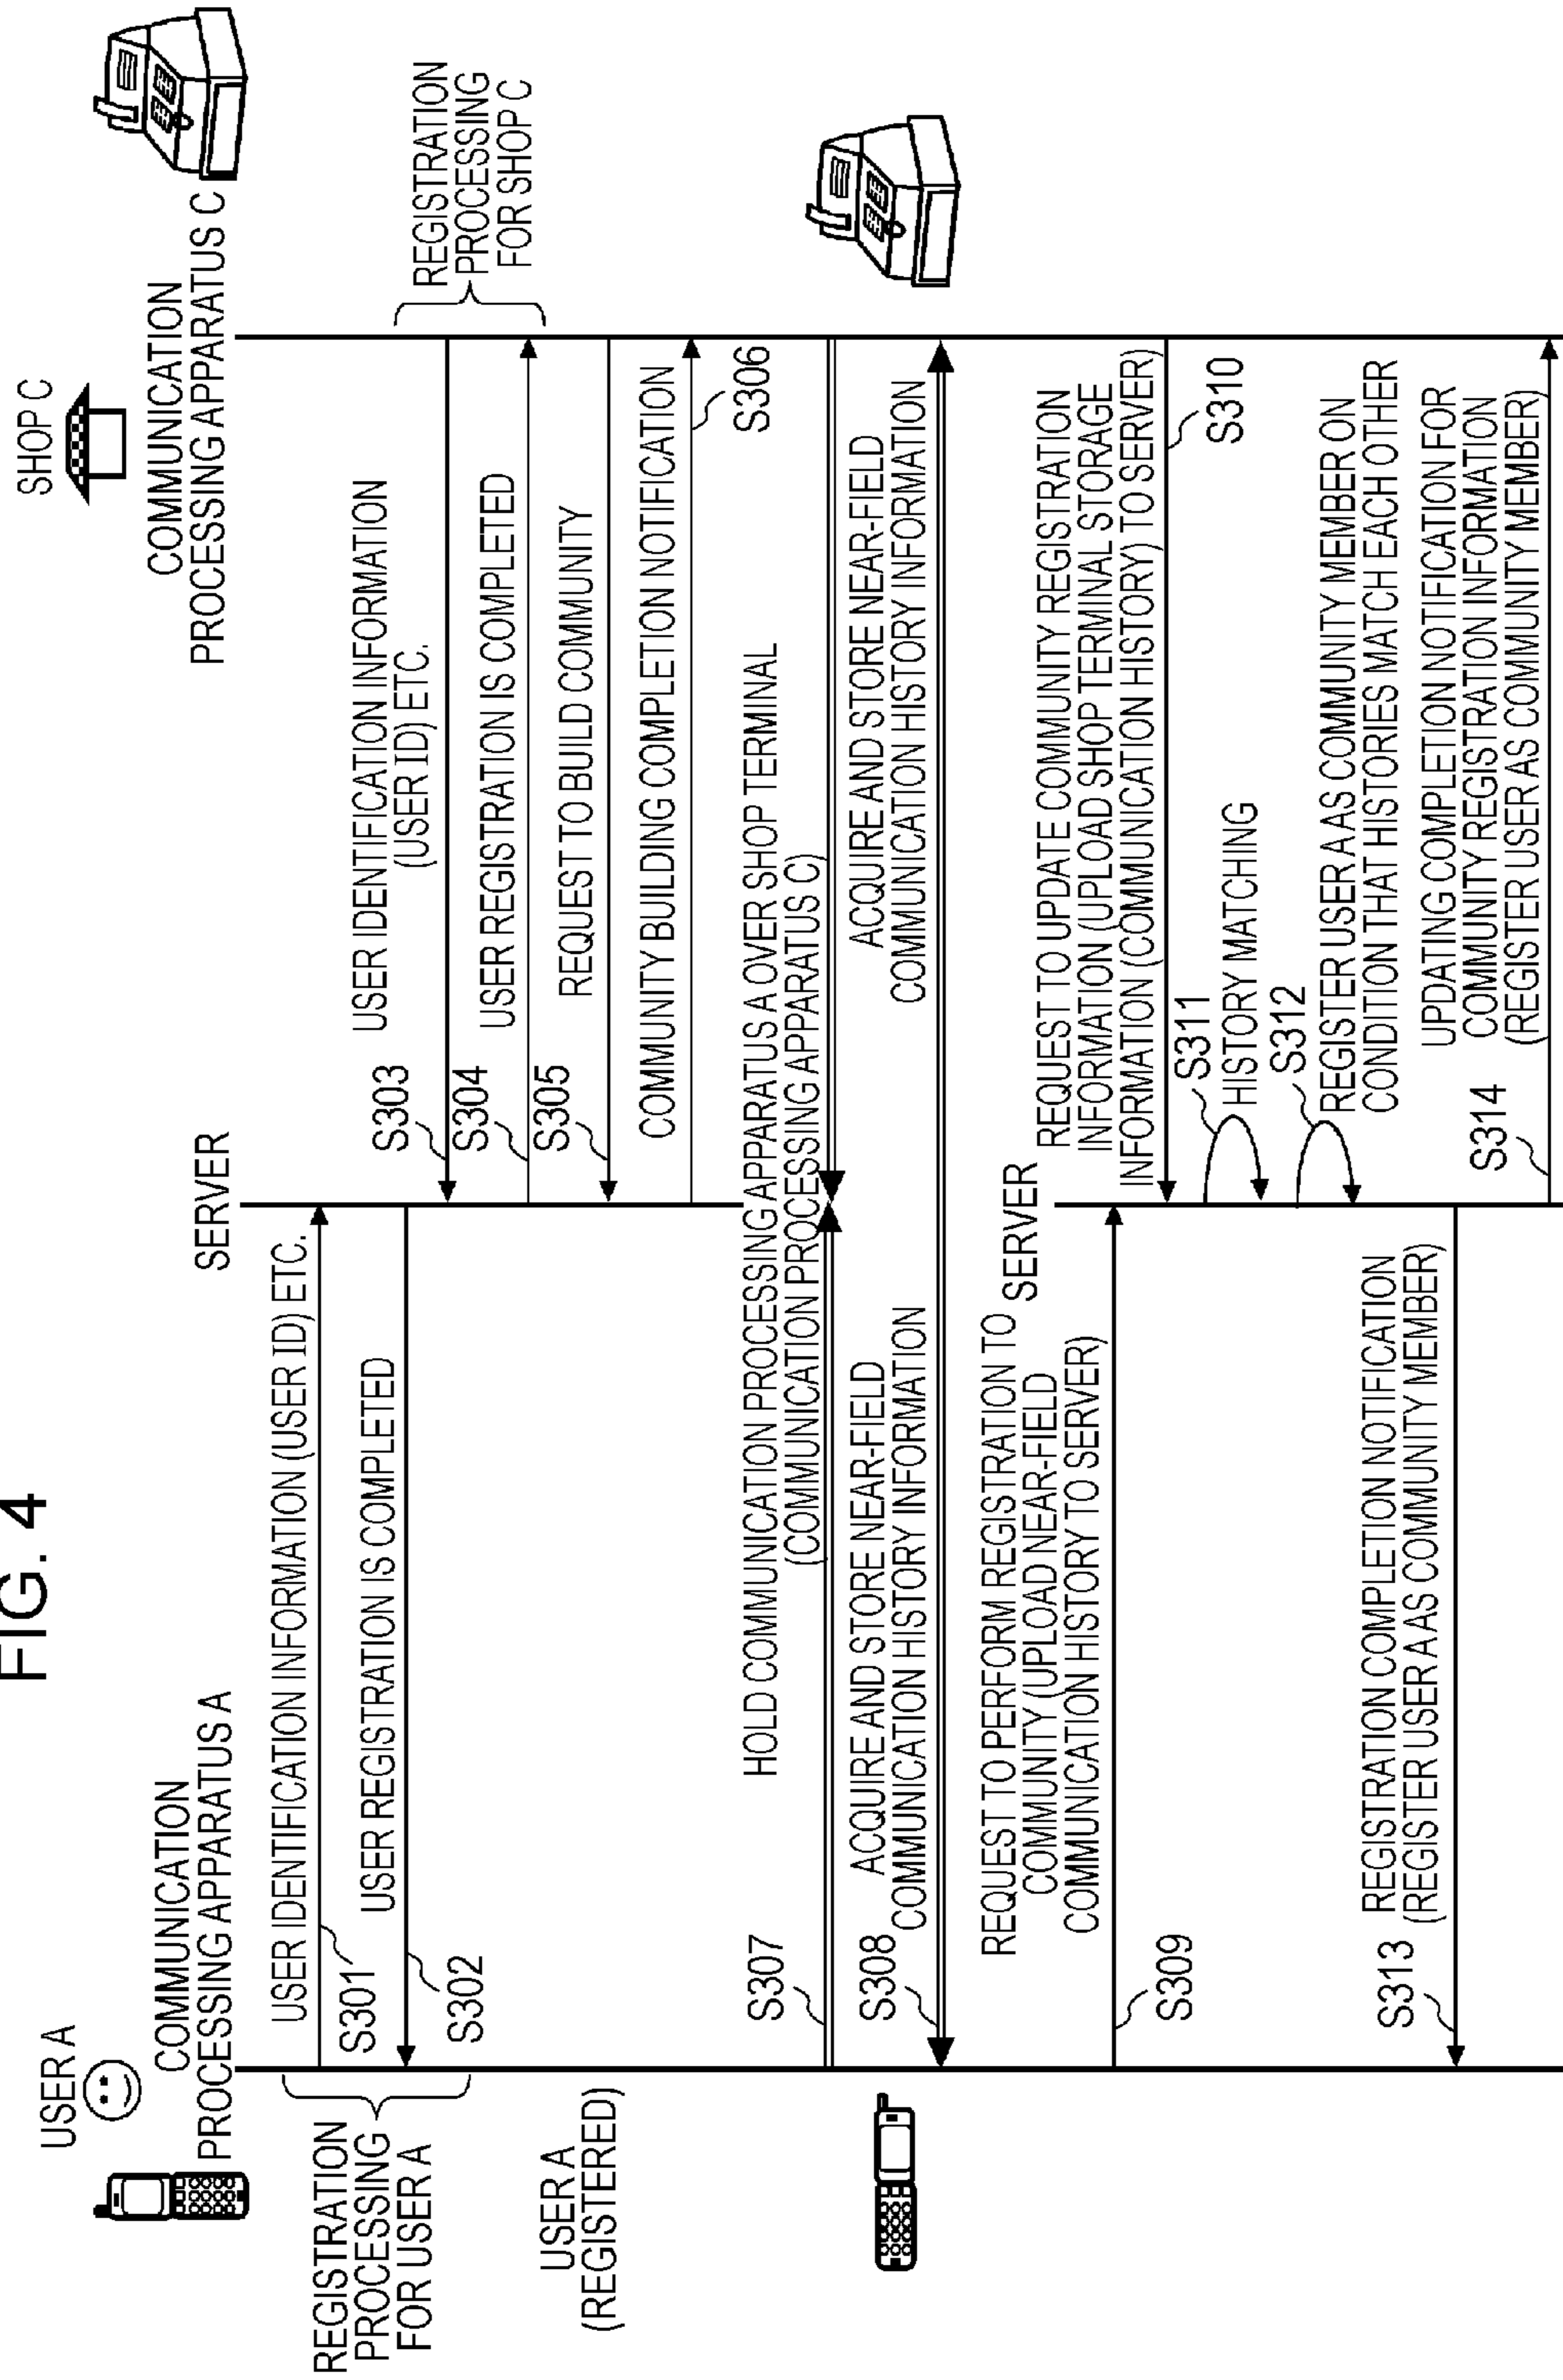 FIG. 4
USER A
COMMUNICATION
PROCESSING APPARATUS A
SERVER
SHOP C
COMMUNICATION
PROCESSING APPARATUS C
REGISTRATION
PROCESSING
FOR USER A
USER IDENTIFICATION INFORMATION (USER ID) ETC.
S301
USER REGISTRATION IS COMPLETED
S302
USER IDENTIFICATION INFORMATION
(USER ID) ETC.
S303
USER REGISTRATION IS COMPLETED
S304
REGISTRATION
PROCESSING
FOR SHOP C
REQUEST TO BUILD COMMUNITY
S305
COMMUNITY BUILDING COMPLETION NOTIFICATION
S306
USER A
(REGISTERED)
HOLD COMMUNICATION PROCESSING APPARATUS A OVER SHOP TERMINAL
(COMMUNICATION PROCESSING APPARATUS C)
S307
ACQUIRE AND STORE NEAR-FIELD
COMMUNICATION HISTORY INFORMATION
S308
ACQUIRE AND STORE NEAR-FIELD
COMMUNICATION HISTORY INFORMATION
SERVER
REQUEST TO PERFORM REGISTRATION TO
COMMUNITY (UPLOAD NEAR-FIELD
COMMUNICATION HISTORY TO SERVER)
S309
REQUEST TO UPDATE COMMUNITY REGISTRATION
INFORMATION (UPLOAD SHOP TERMINAL STORAGE
INFORMATION (COMMUNICATION HISTORY) TO SERVER)
S310
S311
HISTORY MATCHING
S312
REGISTER USER AS COMMUNITY MEMBER ON
CONDITION THAT HISTORIES MATCH EACH OTHER
REGISTRATION COMPLETION NOTIFICATION
(REGISTER USER A AS COMMUNITY MEMBER)
S313
UPDATING COMPLETION NOTIFICATION FOR
COMMUNITY REGISTRATION INFORMATION
(REGISTER USER AS COMMUNITY MEMBER)
S314